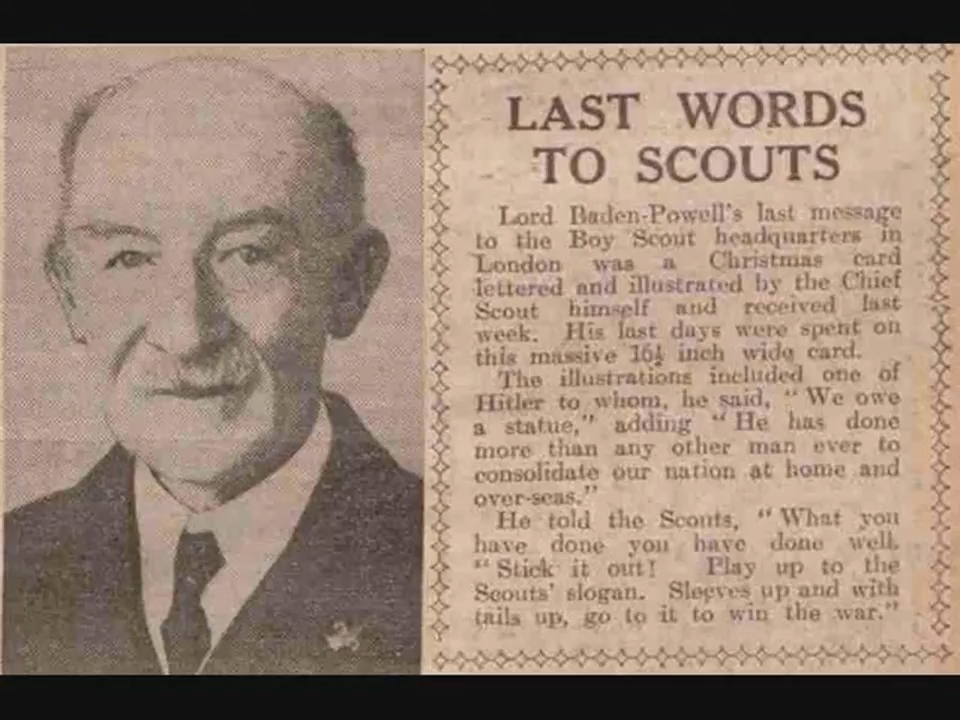 LAST WORDS
TO SCOUTS
Lord Baden-Powell's last message
to the Boy Scout headquarters in
London was a Christmas card
lettered and illustrated by the Chief
Scout himself and received last
week. His last days were spent on
this massive 16½ inch wide card.
The illustrations included one of
Hitler to whom, he said, "We owe
a statue," adding "He has done
more than any other man ever to
consolidate our nation at home and
over-seas."
He told the Scouts, "What you
have done you have done well.
"Stick it out! Play up to the
Scouts' slogan. Sleeves up and with
tails up, go to it to win the war."